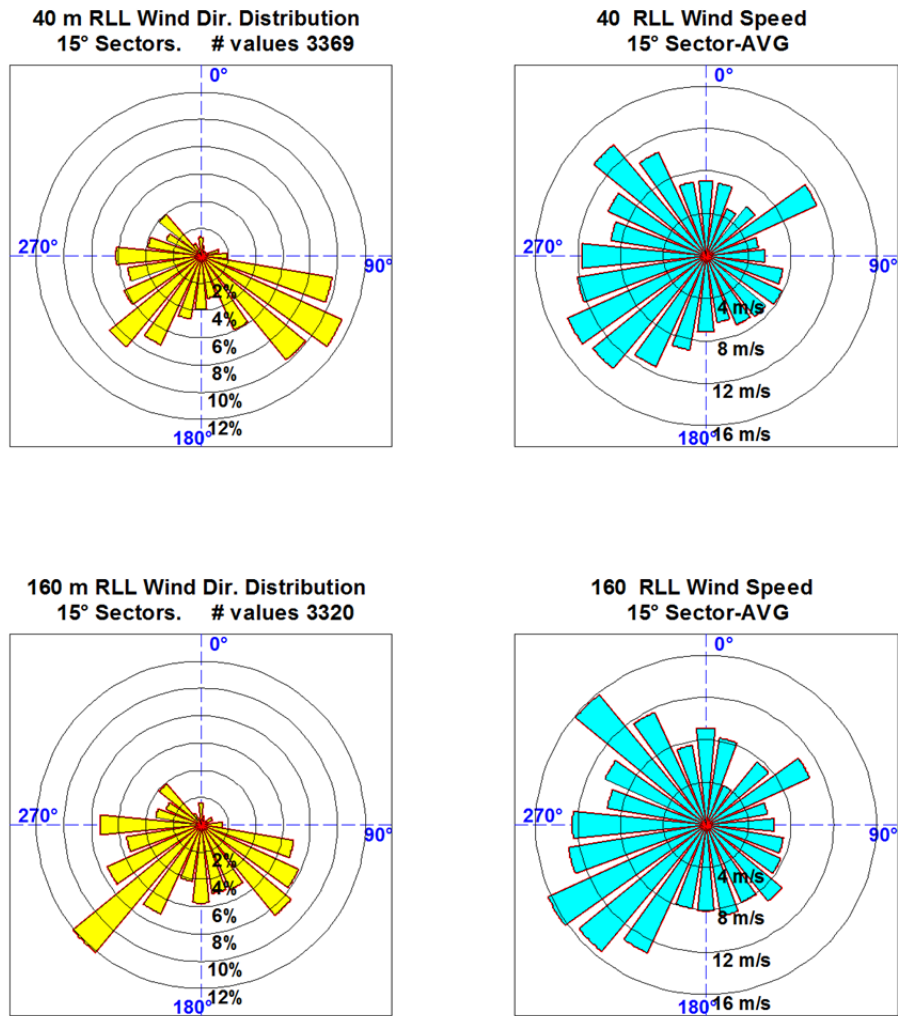 40 m RLL Wind Dir. Distribution
15° Sectors. # values 3369
0°
270°
90°
2%
4%
6%
8%
10%
12%
180°
40 RLL Wind Speed
15° Sector-AVG
0°
270°
90°
4 m/s
8 m/s
12 m/s
180°
16 m/s
160 m RLL Wind Dir. Distribution
15° Sectors. # values 3320
0°
270°
90°
2%
4%
6%
8%
10%
12%
180°
160 RLL Wind Speed
15° Sector-AVG
0°
270°
90°
4 m/s
8 m/s
12 m/s
180°
16 m/s